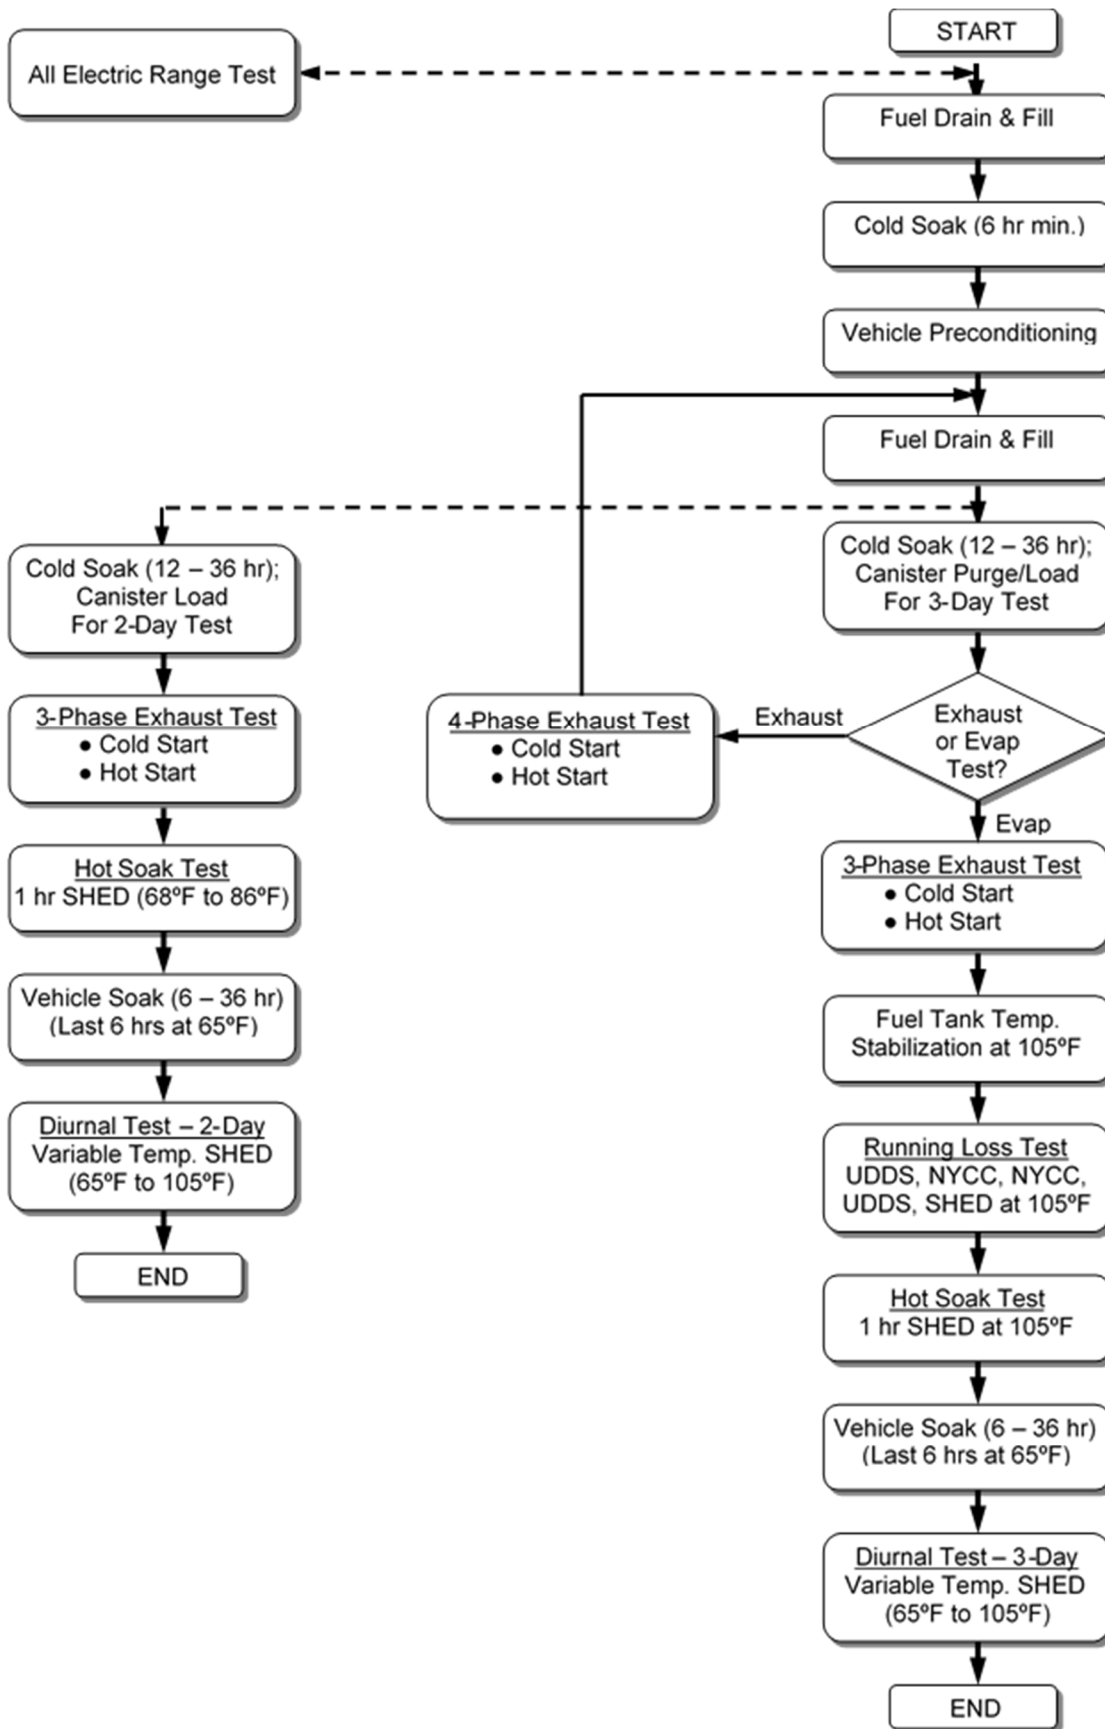 START
All Electric Range Test
Fuel Drain & Fill
Cold Soak (6 hr min.)
Vehicle Preconditioning
Fuel Drain & Fill
Cold Soak (12 – 36 hr);
Canister Purge/Load
For 3-Day Test
Cold Soak (12 – 36 hr);
Canister Load
For 2-Day Test
3-Phase Exhaust Test
● Cold Start
● Hot Start
Hot Soak Test
1 hr SHED (68ºF to 86ºF)
Vehicle Soak (6 – 36 hr)
(Last 6 hrs at 65ºF)
Diurnal Test – 2-Day
Variable Temp. SHED
(65ºF to 105ºF)
END
4-Phase Exhaust Test
● Cold Start
● Hot Start
Exhaust
Exhaust
or Evap
Test?
Evap
3-Phase Exhaust Test
● Cold Start
● Hot Start
Fuel Tank Temp.
Stabilization at 105ºF
Running Loss Test
UDDS, NYCC, NYCC,
UDDS, SHED at 105ºF
Hot Soak Test
1 hr SHED at 105ºF
Vehicle Soak (6 – 36 hr)
(Last 6 hrs at 65ºF)
Diurnal Test – 3-Day
Variable Temp. SHED
(65ºF to 105ºF)
END